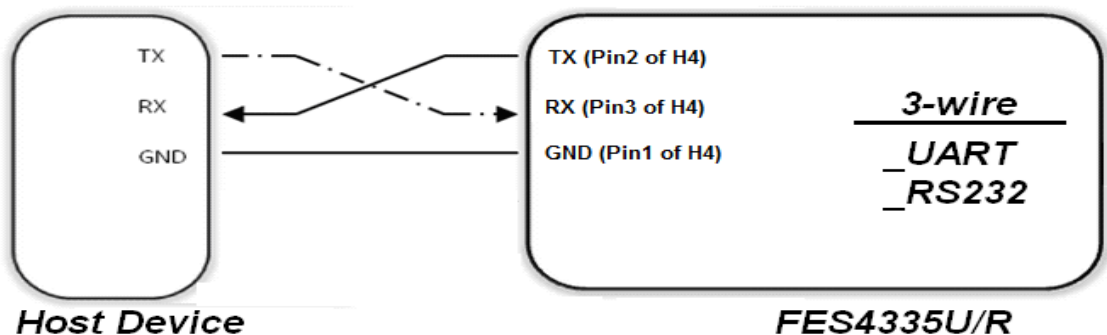 TX
RX
GND
Host Device
TX (Pin2 of H4)
RX (Pin3 of H4)
GND (Pin1 of H4)
3-wire
_UART
_RS232
FES4335U/R